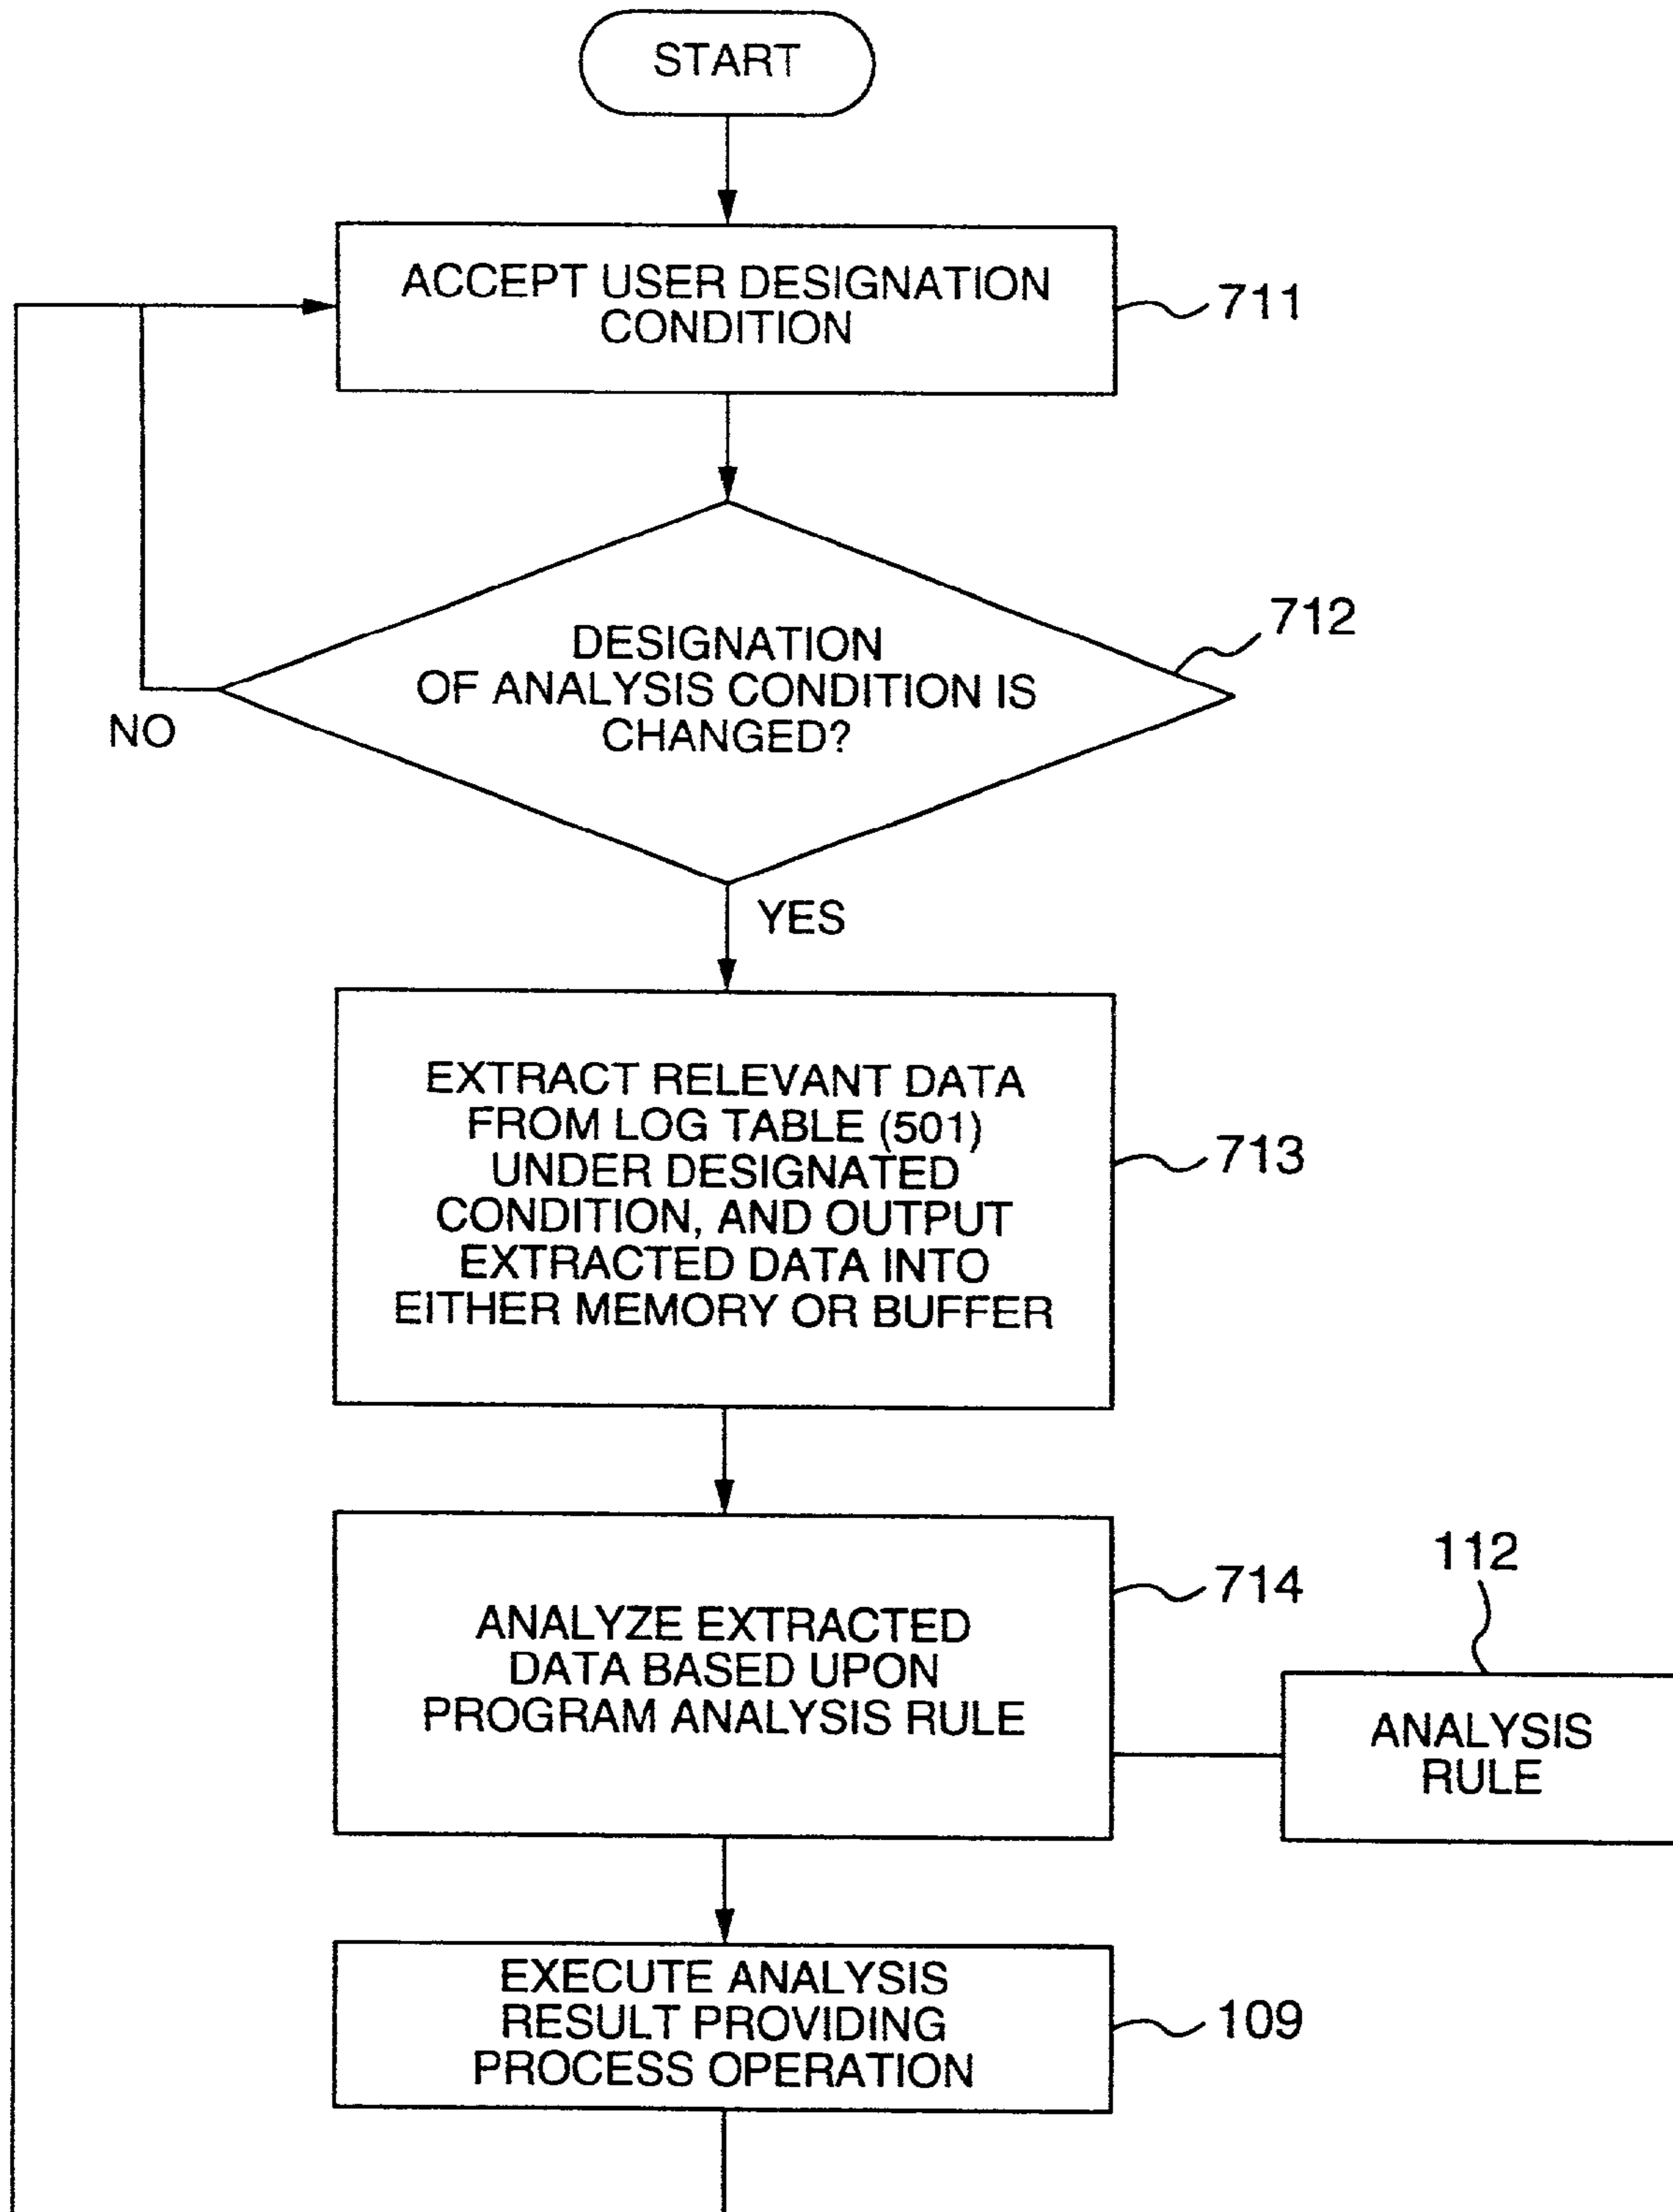 START
ACCEPT USER DESIGNATION
CONDITION
711
DESIGNATION
OF ANALYSIS CONDITION IS
CHANGED?
712
NO
YES
EXTRACT RELEVANT DATA
FROM LOG TABLE (501)
UNDER DESIGNATED
CONDITION, AND OUTPUT
EXTRACTED DATA INTO
EITHER MEMORY OR BUFFER
713
ANALYZE EXTRACTED
DATA BASED UPON
PROGRAM ANALYSIS RULE
714
112
ANALYSIS
RULE
EXECUTE ANALYSIS
RESULT PROVIDING
PROCESS OPERATION
109